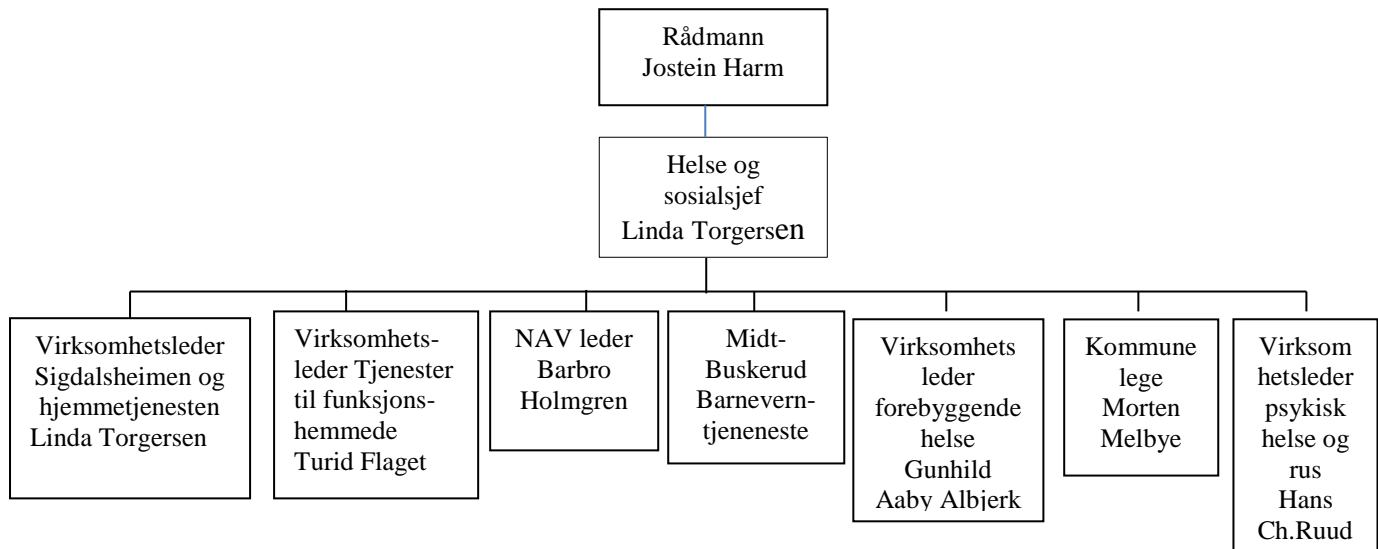 Rådmann
Jostein Harm
Helse og
sosialsjef
Linda Torgersen
Virksomhetsleder
Sigdalsheimen og
hjemmetjenesten
Linda Torgersen
Virksomhets-
leder Tjenester
til funksjons-
hemmede
Turid Flaget
NAV leder
Barbro
Holmgren
Midt-
Buskerud
Barnevern-
tjeneneste
Virksomhets
leder
forebyggende
helse
Gunhild
Aaby Albjerk
Kommune
lege
Morten
Melbye
Virksom
hetsleder
psykisk
helse og
rus
Hans
Ch.Ruud